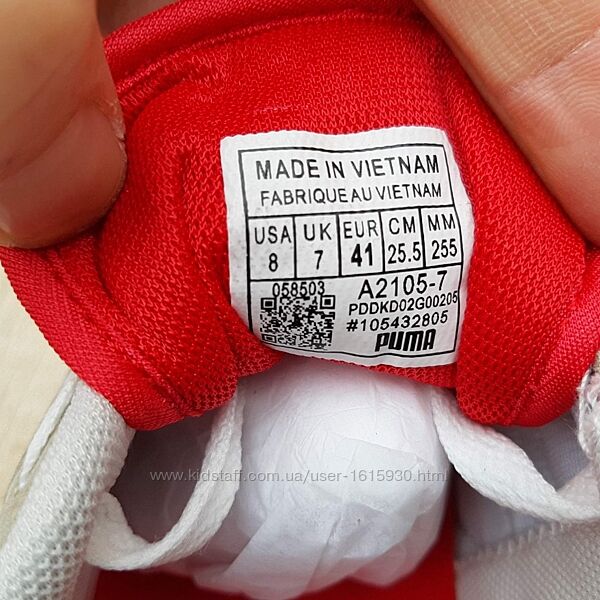 MADE IN VIETNAM
FABRIQUE AU VIETNAM
USA UK EUR CM MM
8 7 41 25.5 255
058503 A2105-7
PDDKD02G00205
#105432805
PUMA
www.kidstaff.com.ua/user-1615930.html